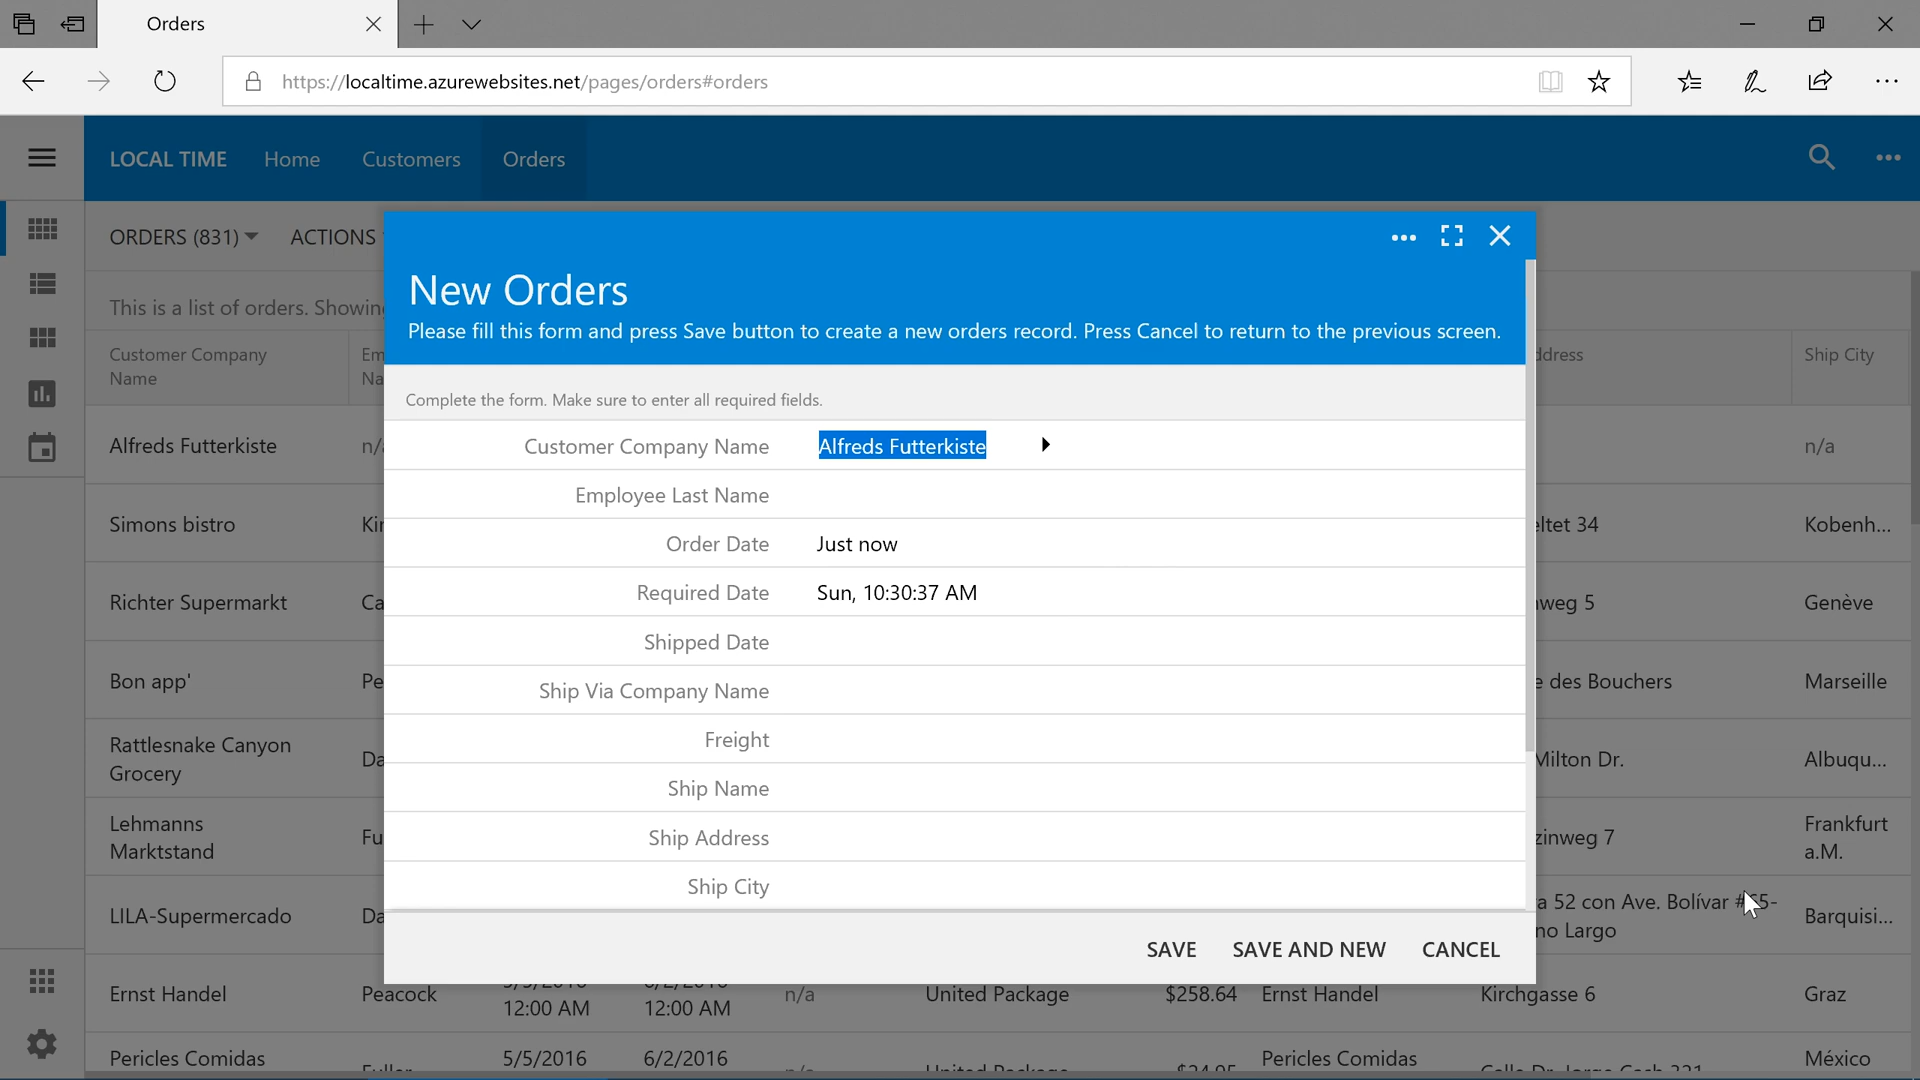 Orders
https://localtime.azurewebsites.net/pages/orders#orders
LOCAL TIME Home Customers Orders
ORDERS (831) ACTIONS
This is a list of orders. Showing
Customer Company
Name
Ship City
New Orders
Please fill this form and press Save button to create a new orders record. Press Cancel to return to the previous screen.
Complete the form. Make sure to enter all required fields.
Customer Company Name Alfreds Futterkiste
Employee Last Name
Order Date Just now
Required Date Sun, 10:30:37 AM
Shipped Date
Ship Via Company Name
Freight
Ship Name
Ship Address
Ship City
SAVE SAVE AND NEW CANCEL
Alfreds Futterkiste n/a
Simons bistro 34 Kobenh...
Richter Supermarkt 5 Genève
Bon app' des Bouchers Marseille
Rattlesnake Canyon
Grocery
Milton Dr. Albuqu...
Lehmanns
Marktstand
7
Frankfurt
a.M.
LILA-Supermercado
52 con Ave. Bolívar
Largo
Barquisi...
Ernst Handel Peacock
12:00 AM 12:00 AM n/a United Package $258.64 Ernst Handel Kirchgasse 6 Graz
Pericles Comidas 5/5/2016 6/2/2016 Pericles Comidas México